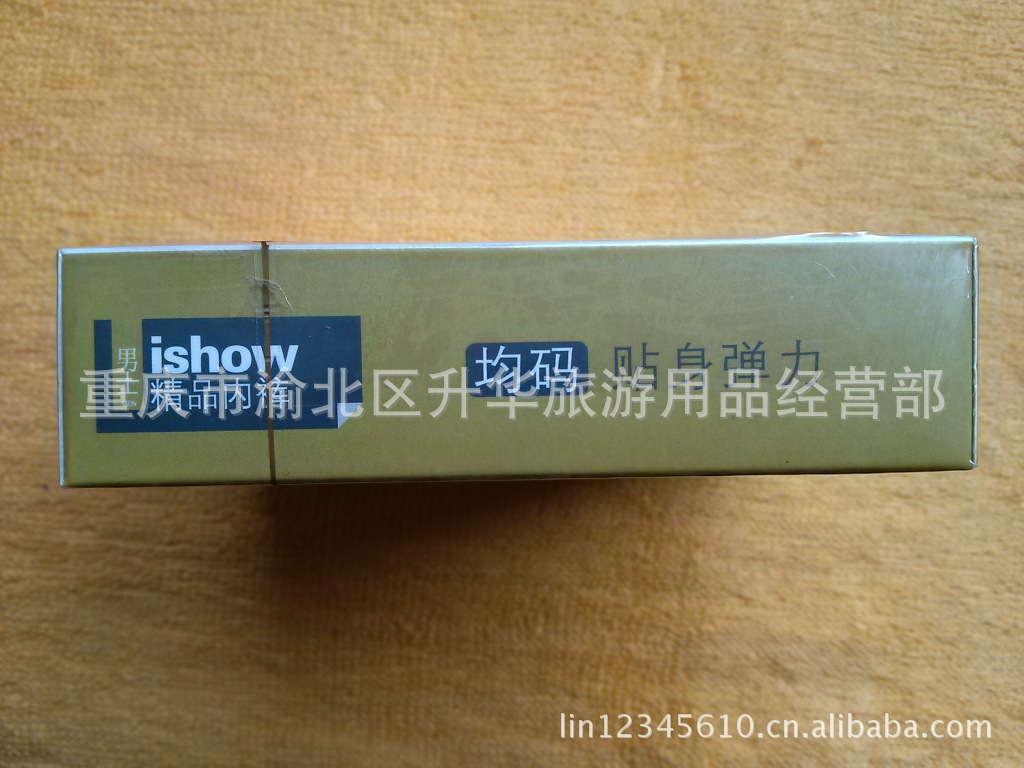 男士
ishow
精品内裤
均码 贴身弹力
重庆市渝北区升华旅游用品经营部
lin12345610.cn.alibaba.com